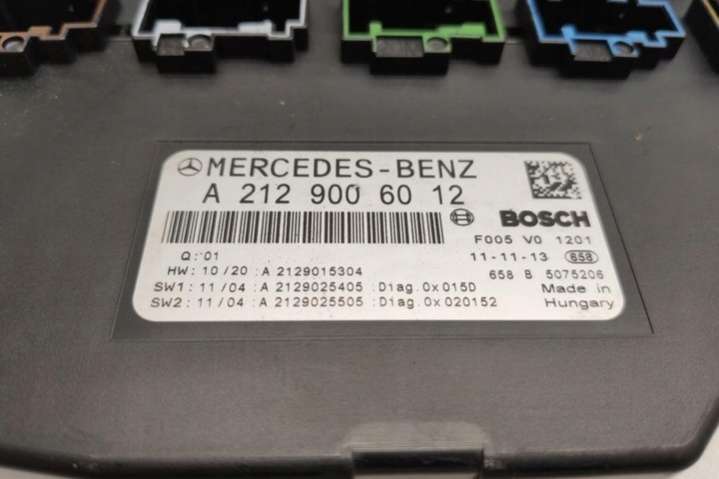 MERCEDES-BENZ
A 212 900 60 12
BOSCH
F005 V0 1201
Q:01
11-11-13 658
HW: 10/20 :A 2129015304
658 B 5075206
SW1: 11/04 :A 2129025405 :Diag:0x015D
Made in
SW2: 11/04 :A 2129025505 :Diag:0x020152
Hungary